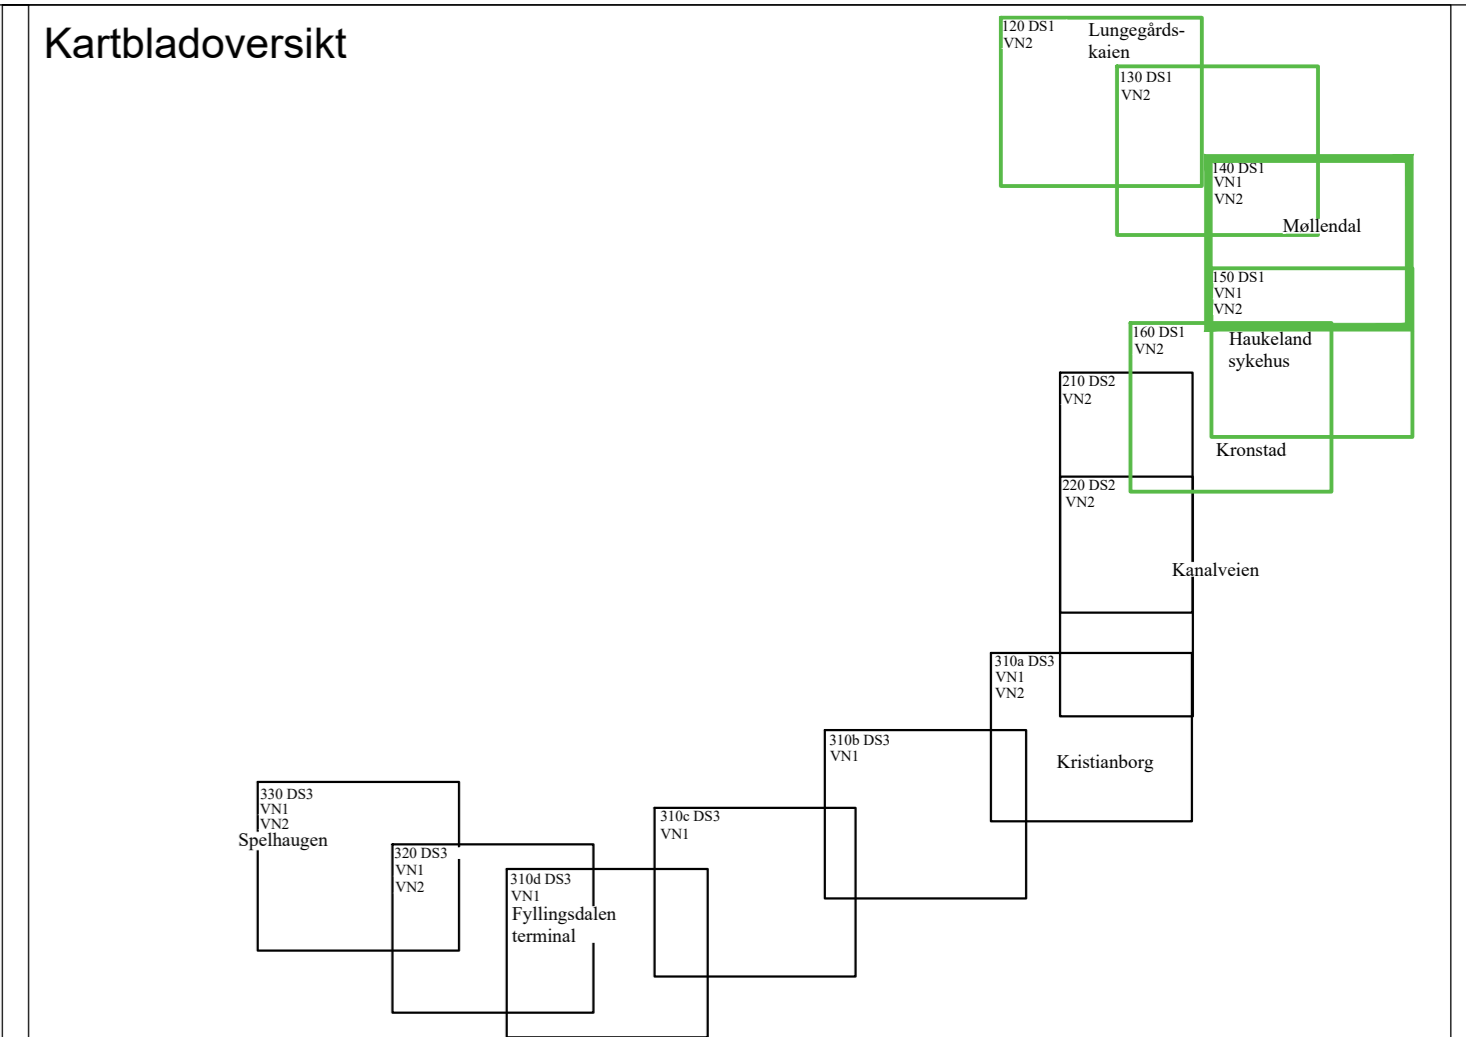 Kartbladoversikt
120 DS1
VN2
Lungegårds-
kaien
130 DS1
VN2
140 DS1
VN1
VN2
Møllendal
150 DS1
VN1
VN2
160 DS1
VN2
Haukeland
sykehus
210 DS2
VN2
Kronstad
220 DS2
VN2
Kanalveien
310a DS3
VN1
VN2
Kristianborg
310b DS3
VN1
330 DS3
VN1
VN2
Spelhaugen
310c DS3
VN1
320 DS3
VN1
VN2
310d DS3
VN1
Fyllingsdalen
terminal